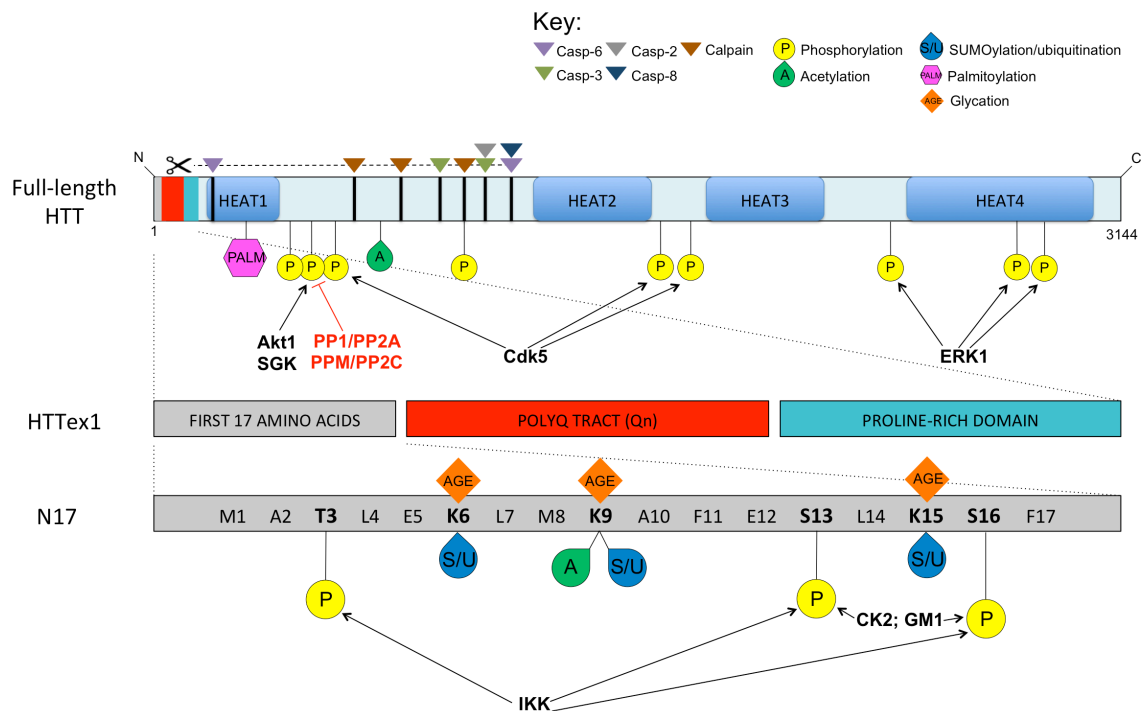 Key:
Casp-6 Casp-2 Calpain P Phosphorylation S/U SUMOylation/ubiquitination
Casp-3 Casp-8 A Acetylation PALM Palmitoylation
AGE Glycation
N C
Full-length
HTT
HEAT1 HEAT2 HEAT3 HEAT4
1 3144
PALM P P P A P P P P P P
Akt1
SGK
PP1/PP2A
PPM/PP2C
Cdk5
ERK1
HTTex1
FIRST 17 AMINO ACIDS POLYQ TRACT (Qn) PROLINE-RICH DOMAIN
AGE AGE AGE
N17
M1 A2 T3 L4 E5 K6 L7 M8 K9 A10 F11 E12 S13 L14 K15 S16 F17
S/U A S/U S/U
P P P
CK2; GM1
IKK